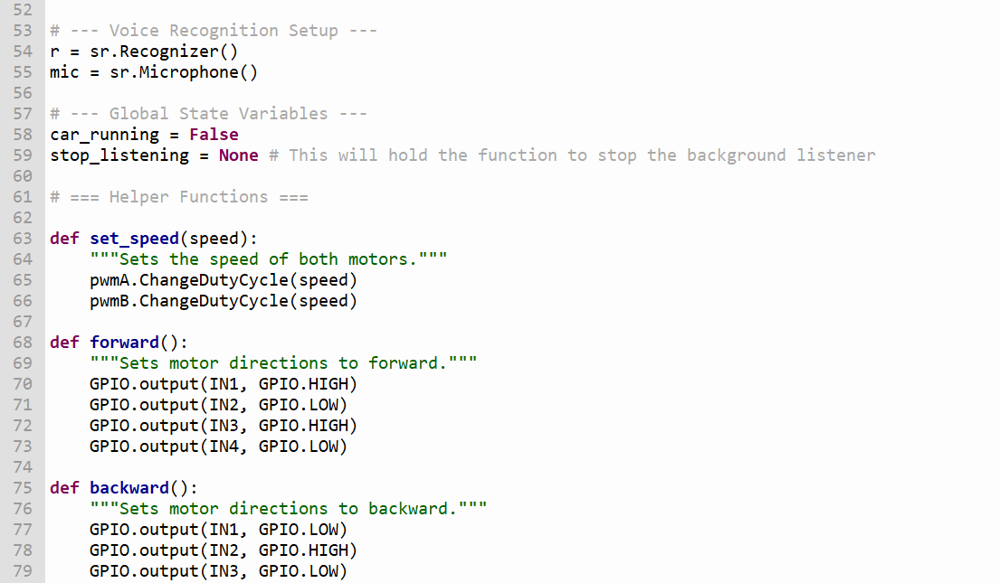 52
53 # --- Voice Recognition Setup ---
54 r = sr.Recognizer()
55 mic = sr.Microphone()
56
57 # --- Global State Variables ---
58 car_running = False
59 stop_listening = None # This will hold the function to stop the background listener
60
61 # === Helper Functions ===
62
63 def set_speed(speed):
64     """Sets the speed of both motors."""
65     pwmA.ChangeDutyCycle(speed)
66     pwmB.ChangeDutyCycle(speed)
67
68 def forward():
69     """Sets motor directions to forward."""
70     GPIO.output(IN1, GPIO.HIGH)
71     GPIO.output(IN2, GPIO.LOW)
72     GPIO.output(IN3, GPIO.HIGH)
73     GPIO.output(IN4, GPIO.LOW)
74
75 def backward():
76     """Sets motor directions to backward."""
77     GPIO.output(IN1, GPIO.LOW)
78     GPIO.output(IN2, GPIO.HIGH)
79     GPIO.output(IN3, GPIO.LOW)